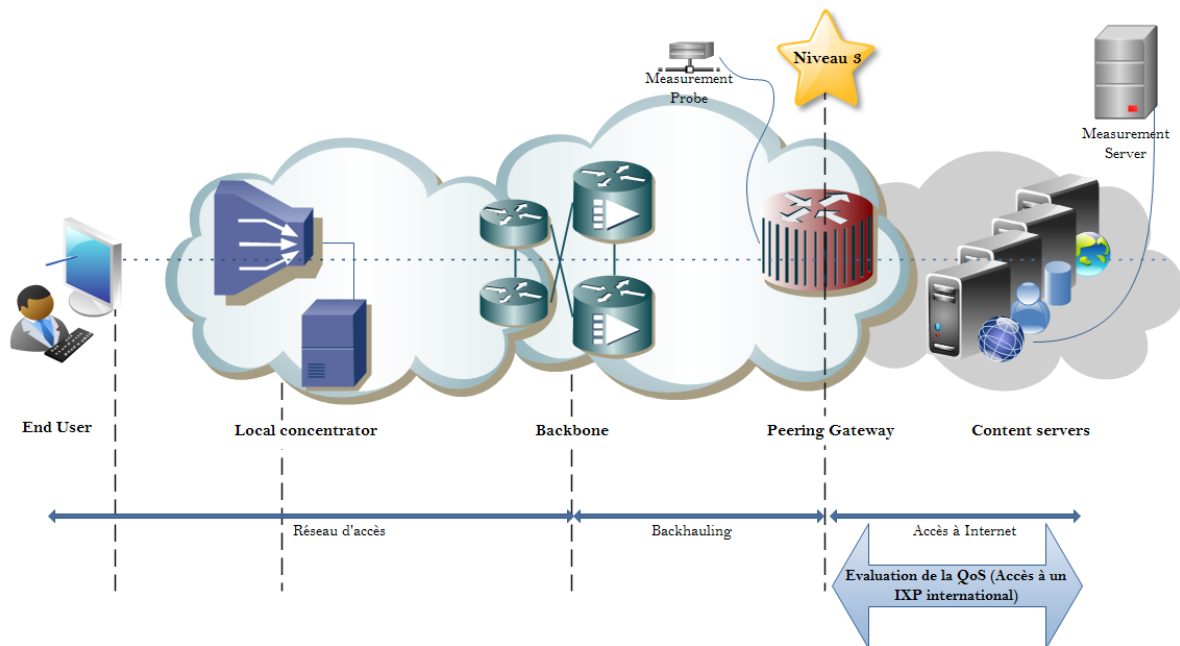 Niveau 3
Measurement
Probe
Measurement
Server
End User
Local concentrator
Backbone
Peering Gateway
Content servers
Réseau d'accès
Backhauling
Accès à Internet
Evaluation de la QoS (Accès à un
IXP international)